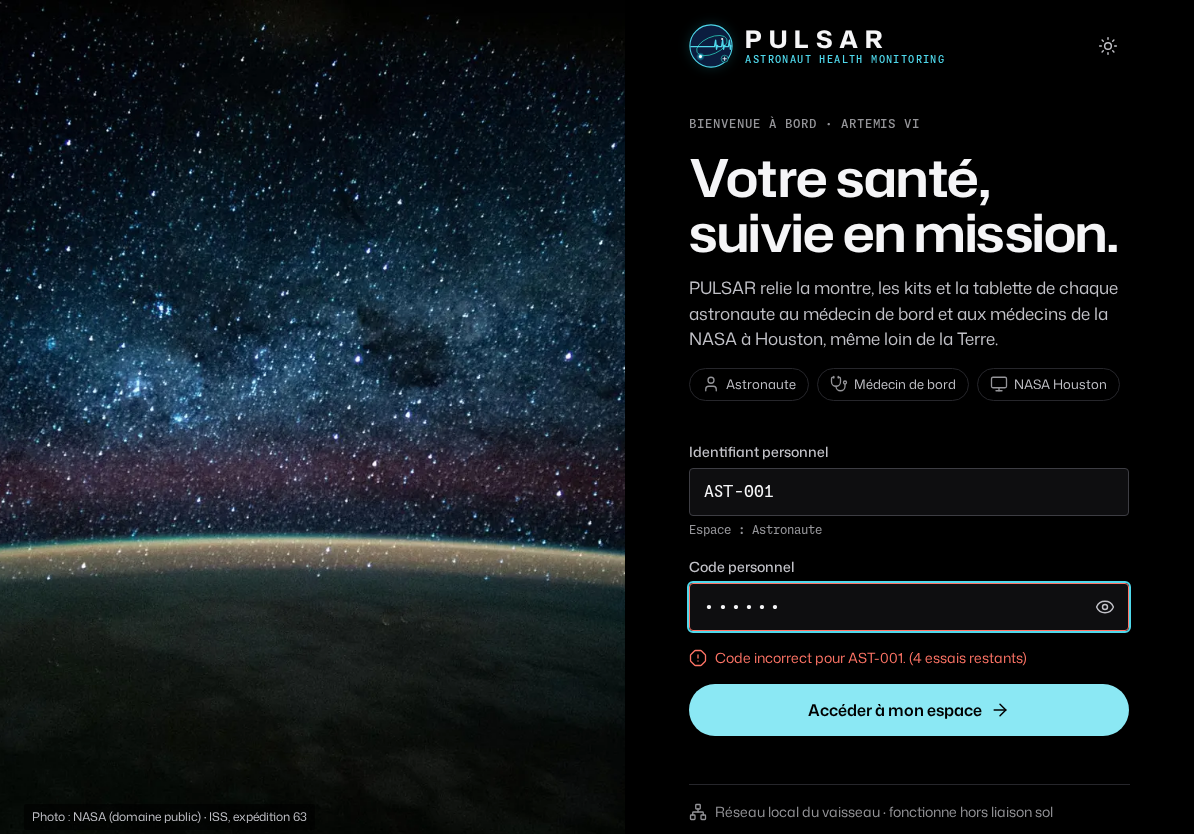 PULSAR
ASTRONAUT HEALTH MONITORING
BIENVENUE À BORD · ARTEMIS VI
Votre santé,
suivie en mission.
PULSAR relie la montre, les kits et la tablette de chaque
astronaute au médecin de bord et aux médecins de la
NASA à Houston, même loin de la Terre.
Astronaute
Médecin de bord
NASA Houston
Identifiant personnel
AST-001
Espace : Astronaute
Code personnel
••••••
Code incorrect pour AST-001. (4 essais restants)
Accéder à mon espace
Réseau local du vaisseau · fonctionne hors liaison sol
Photo : NASA (domaine public) · ISS, expédition 63